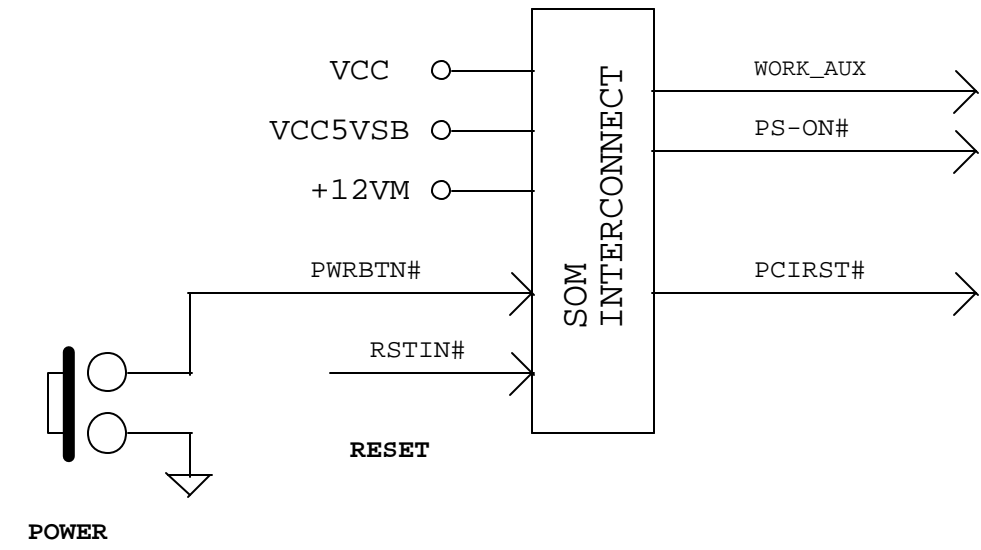 VCC
VCC5VSB
+12VM
PWRBTN#
RSTIN#
SOM
INTERCONNECT
WORK_AUX
PS-ON#
PCIRST#
RESET
POWER